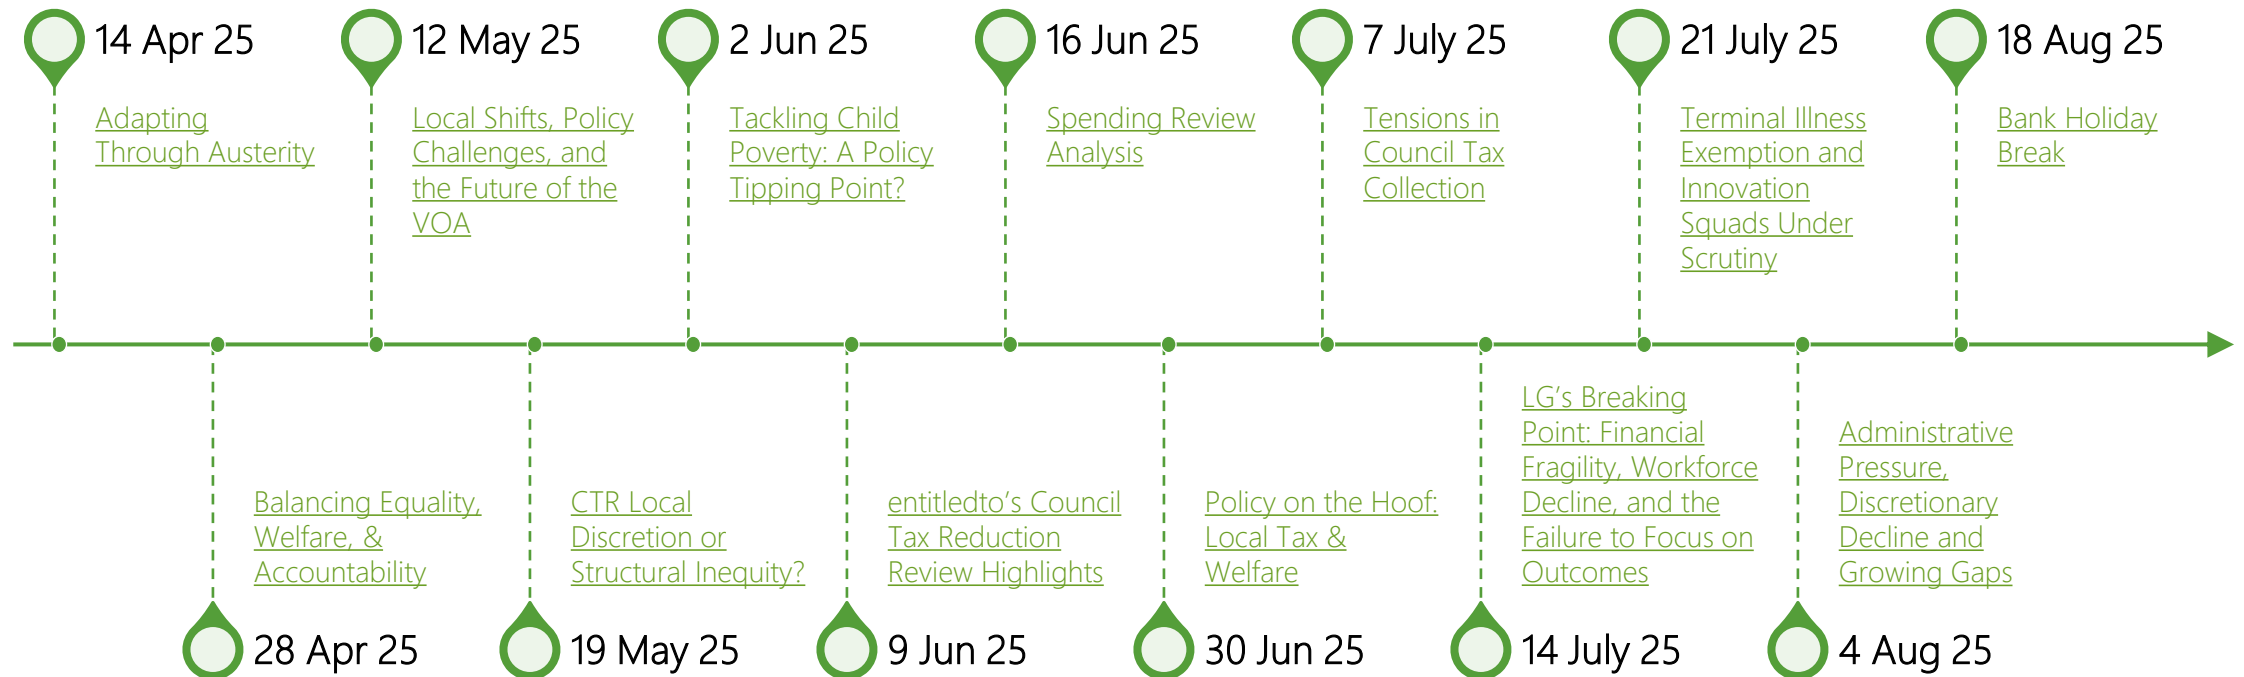 14 Apr 25
Adapting
Through Austerity
12 May 25
Local Shifts, Policy
Challenges, and
the Future of the
VOA
2 Jun 25
Tackling Child
Poverty: A Policy
Tipping Point?
16 Jun 25
Spending Review
Analysis
7 July 25
Tensions in
Council Tax
Collection
21 July 25
Terminal Illness
Exemption and
Innovation
Squads Under
Scrutiny
18 Aug 25
Bank Holiday
Break
Balancing Equality,
Welfare, &
Accountability
28 Apr 25
CTR Local
Discretion or
Structural Inequity?
19 May 25
entitledto’s Council
Tax Reduction
Review Highlights
9 Jun 25
Policy on the Hoof:
Local Tax &
Welfare
30 Jun 25
LG’s Breaking
Point: Financial
Fragility, Workforce
Decline, and the
Failure to Focus on
Outcomes
14 July 25
Administrative
Pressure,
Discretionary
Decline and
Growing Gaps
4 Aug 25